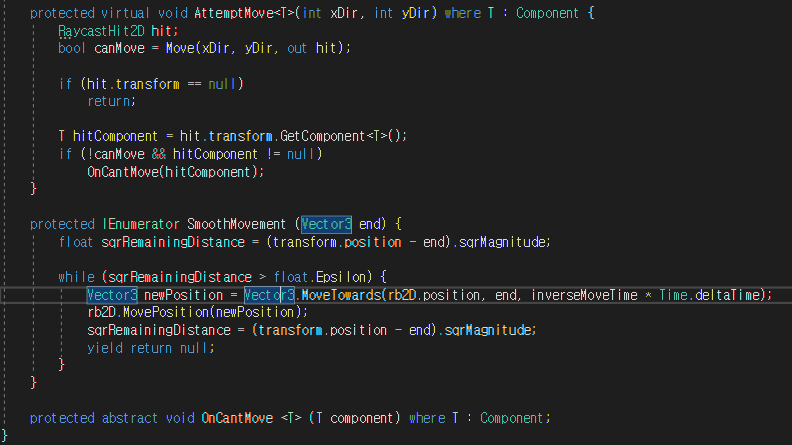 protected virtual void AttemptMove<T>(int xDir, int yDir) where T : Component {
RaycastHit2D hit;
bool canMove = Move(xDir, yDir, out hit);
if (hit.transform == null)
return;
T hitComponent = hit.transform.GetComponent<T>();
if (!canMove && hitComponent != null)
OnCantMove(hitComponent);
}
protected IEnumerator SmoothMovement (Vector3 end) {
float sqrRemainingDistance = (transform.position - end).sqrMagnitude;
while (sqrRemainingDistance > float.Epsilon) {
Vector3 newPosition = Vector3.MoveTowards(rb2D.position, end, inverseMoveTime * Time.deltaTime);
rb2D.MovePosition(newPosition);
sqrRemainingDistance = (transform.position - end).sqrMagnitude;
yield return null;
}
}
protected abstract void OnCantMove <T> (T component) where T : Component;
}